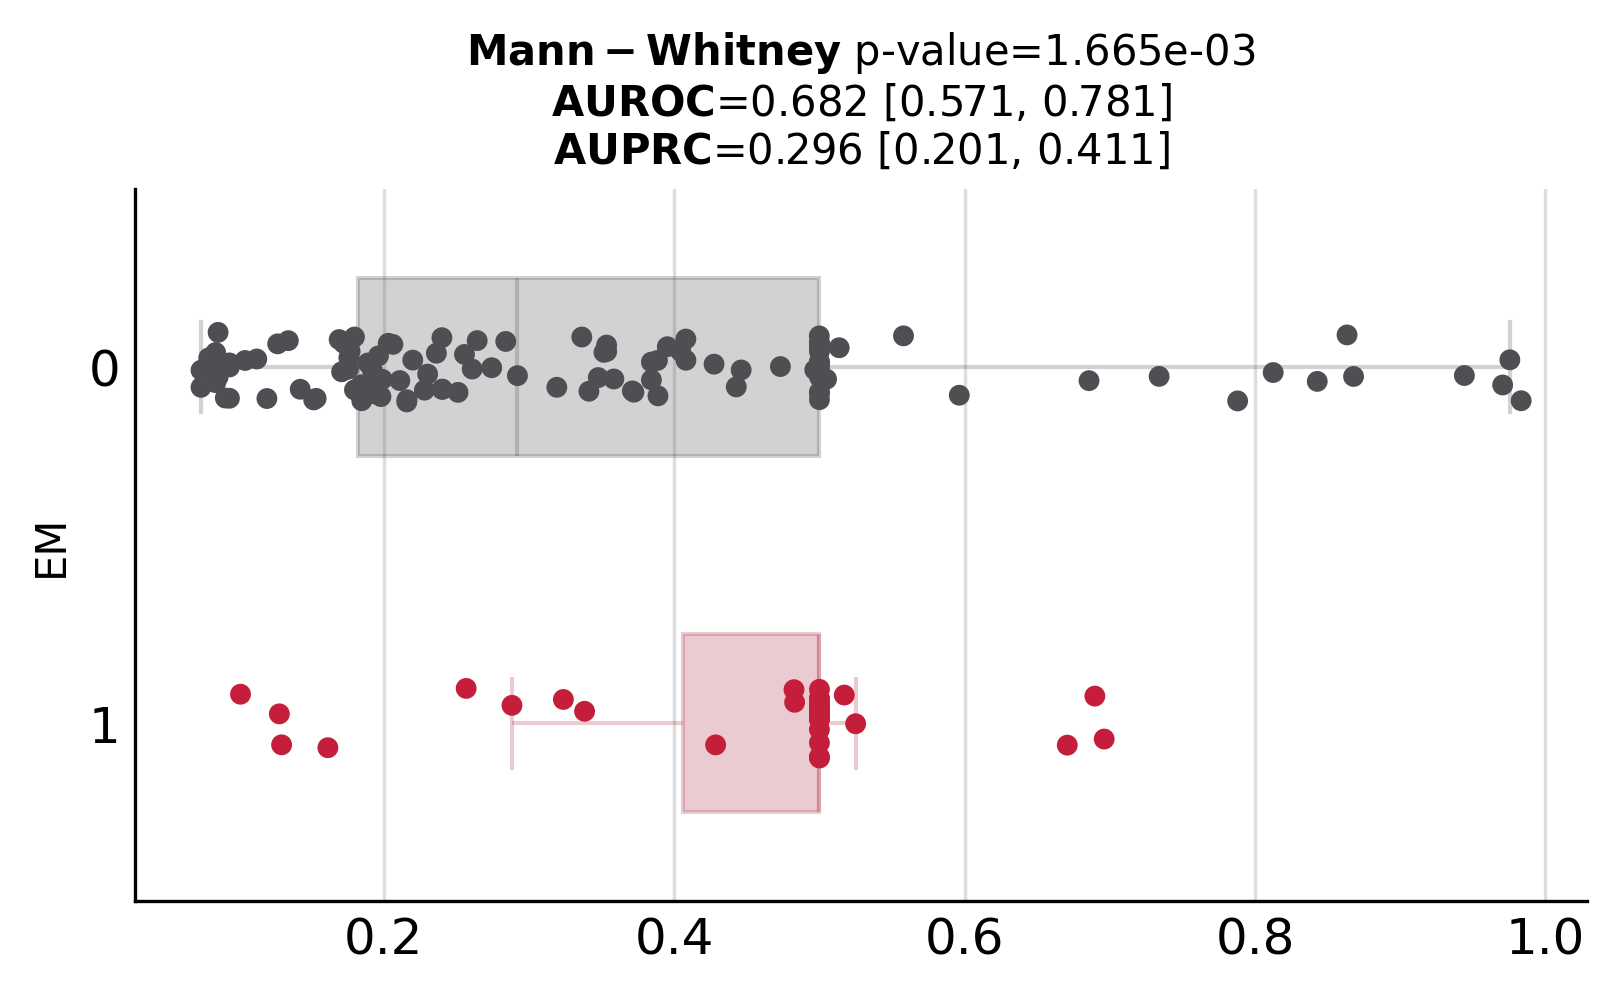 Mann − Whitney p-value=1.665e-03
AUROC=0.682 [0.571, 0.781]
AUPRC=0.296 [0.201, 0.411]
0
EM
1
0.2 0.4 0.6 0.8 1.0